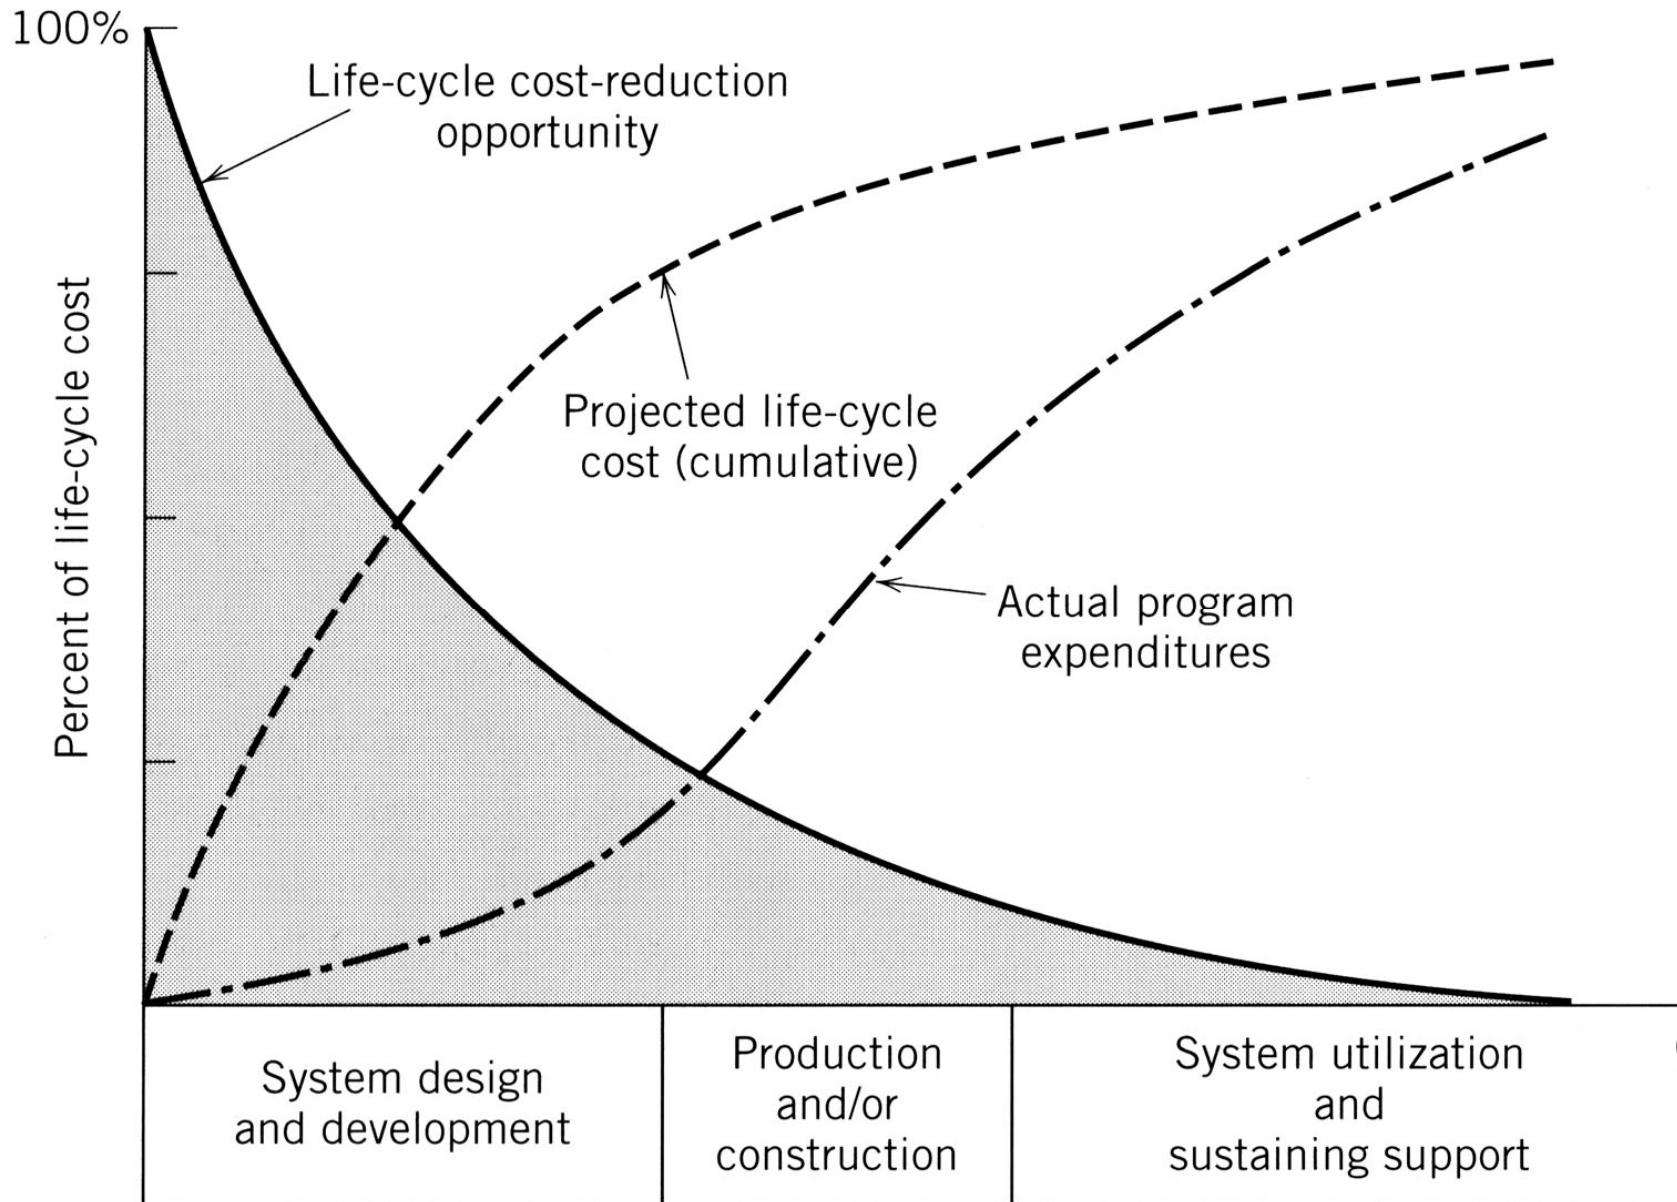 100%
Life-cycle cost-reduction
opportunity
Percent of life-cycle cost
Projected life-cycle
cost (cumulative)
Actual program
expenditures
System design
and development
Production
and/or
construction
System utilization
and
sustaining support